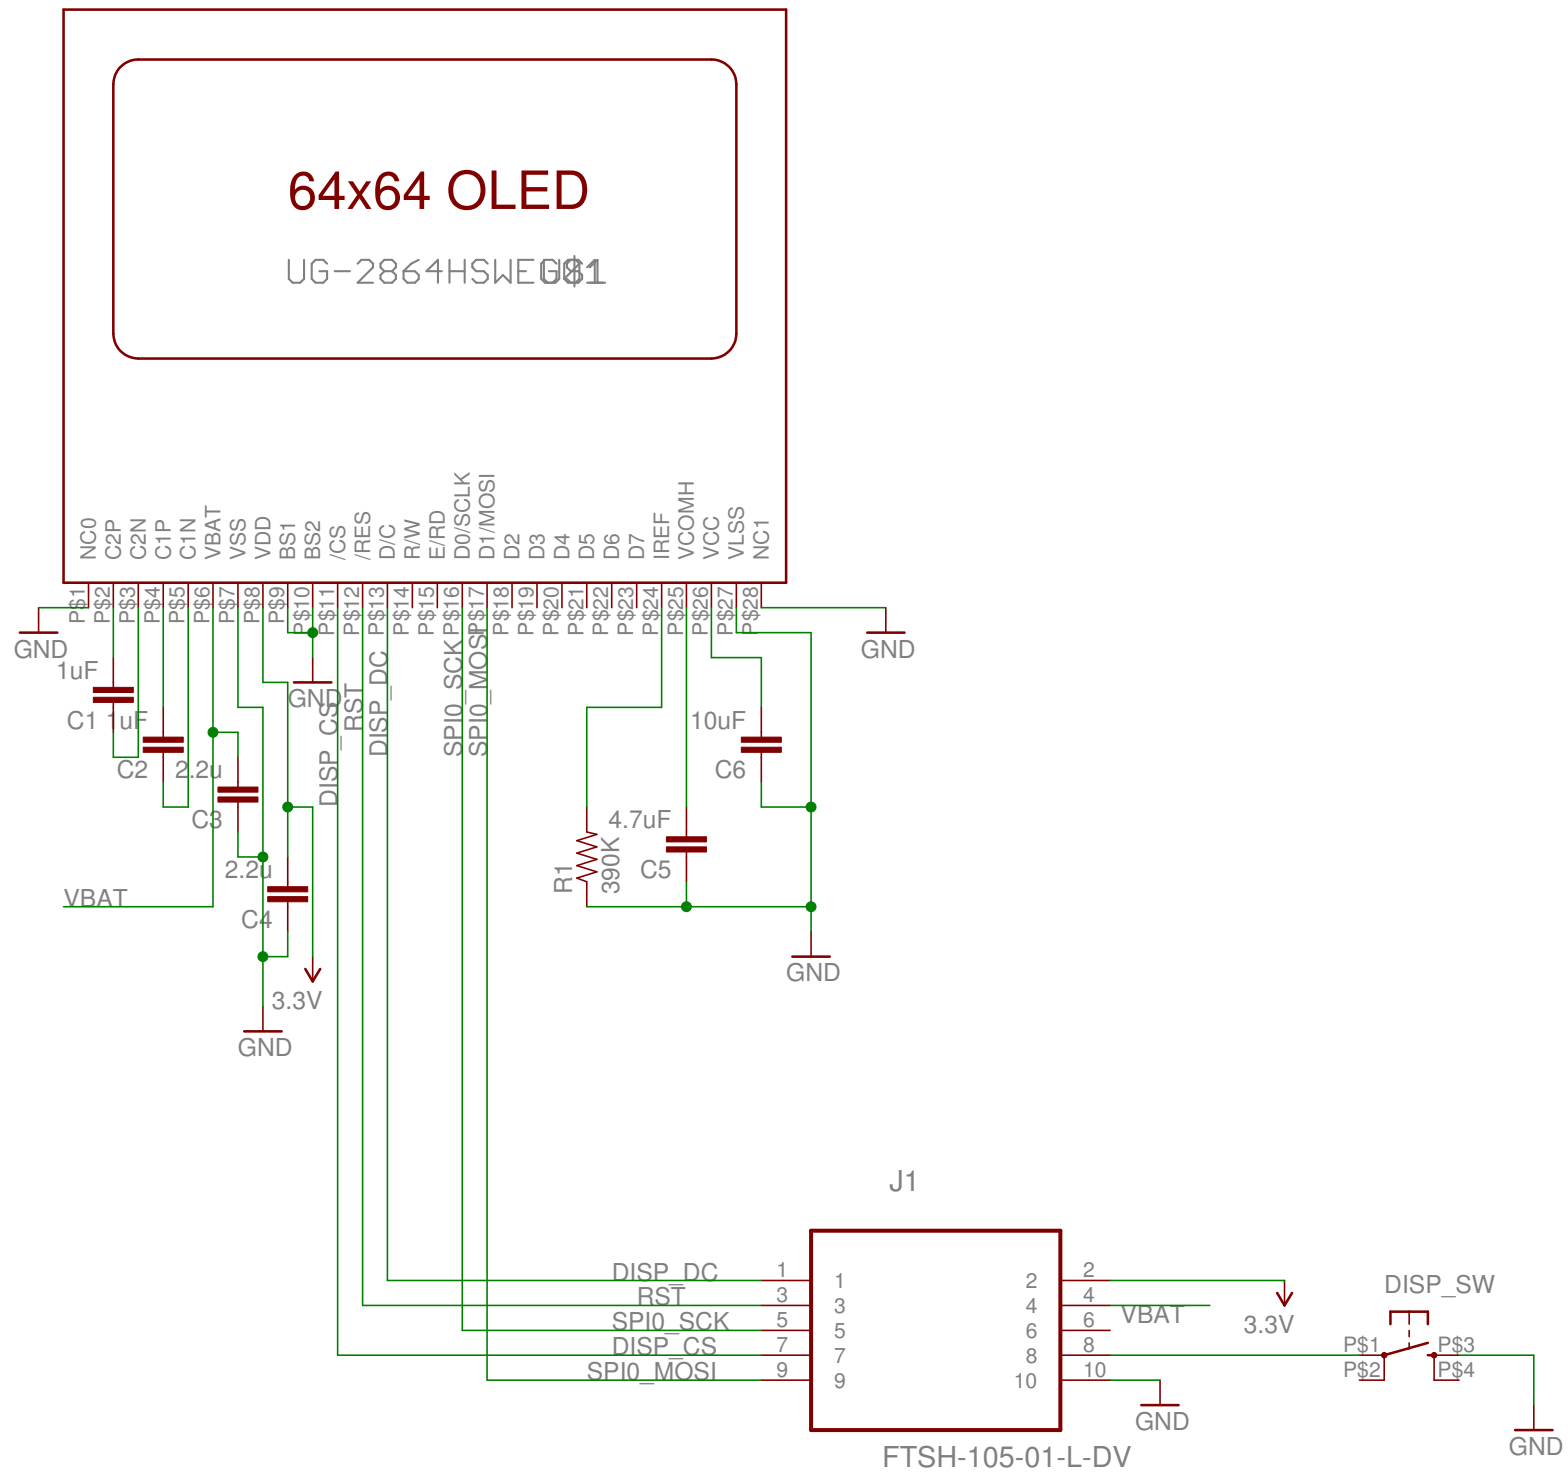 64x64 OLED
UG-2864HSWEG01
U$1
NC0
C2P
C2N
C1P
C1N
VBAT
VSS
VDD
BS1
BS2
/CS
/RES
D/C
R/W
E/RD
D0/SCLK
D1/MOSI
D2
D3
D4
D5
D6
D7
IREF
VCOMH
VCC
VLSS
NC1
P$1
P$2
P$3
P$4
P$5
P$6
P$7
P$8
P$9
P$10
P$11
P$12
P$13
P$14
P$15
P$16
P$17
P$18
P$19
P$20
P$21
P$22
P$23
P$24
P$25
P$26
P$27
P$28
GND
GND
1uF
C1
1uF
C2
2.2u
C3
2.2u
C4
GND
DISP_CS
RST
DISP_DC
SPI0_SCK
SPI0_MOSI
10uF
C6
4.7uF
C5
R1
390K
VBAT
GND
3.3V
GND
J1
DISP_DC 1 1 2 2
RST 3 3 4 4 VBAT 3.3V
SPI0_SCK 5 5 6 6
DISP_CS 7 7 8 8
SPI0_MOSI 9 9 10 10
GND
DISP_SW
P$1 P$3
P$2 P$4
GND
FTSH-105-01-L-DV